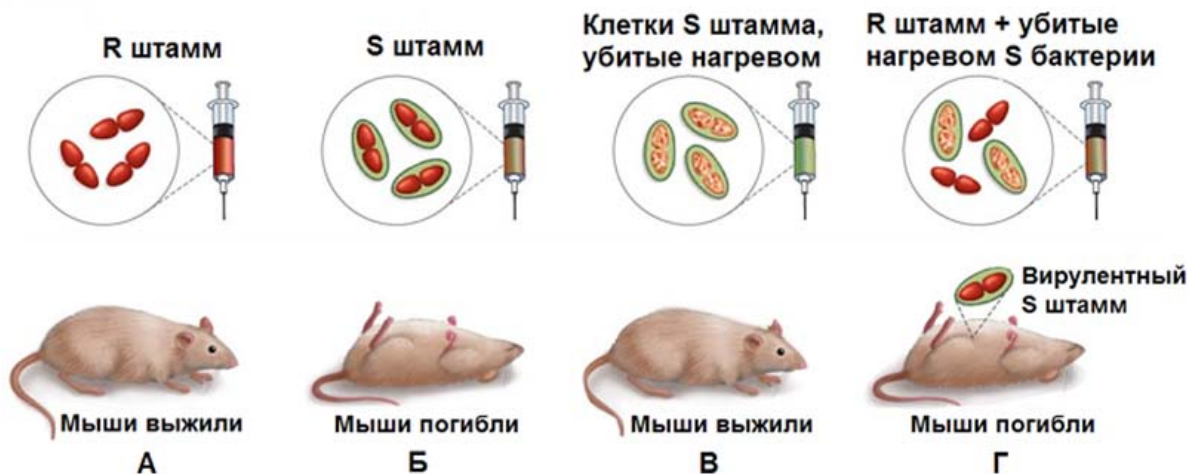 R штамм
S штамм
Клетки S штамма,
убитые нагревом
R штамм + убитые
нагревом S бактерии
Вирулентный
S штамм
Мыши выжили
Мыши погибли
Мыши выжили
Мыши погибли
А
Б
В
Г